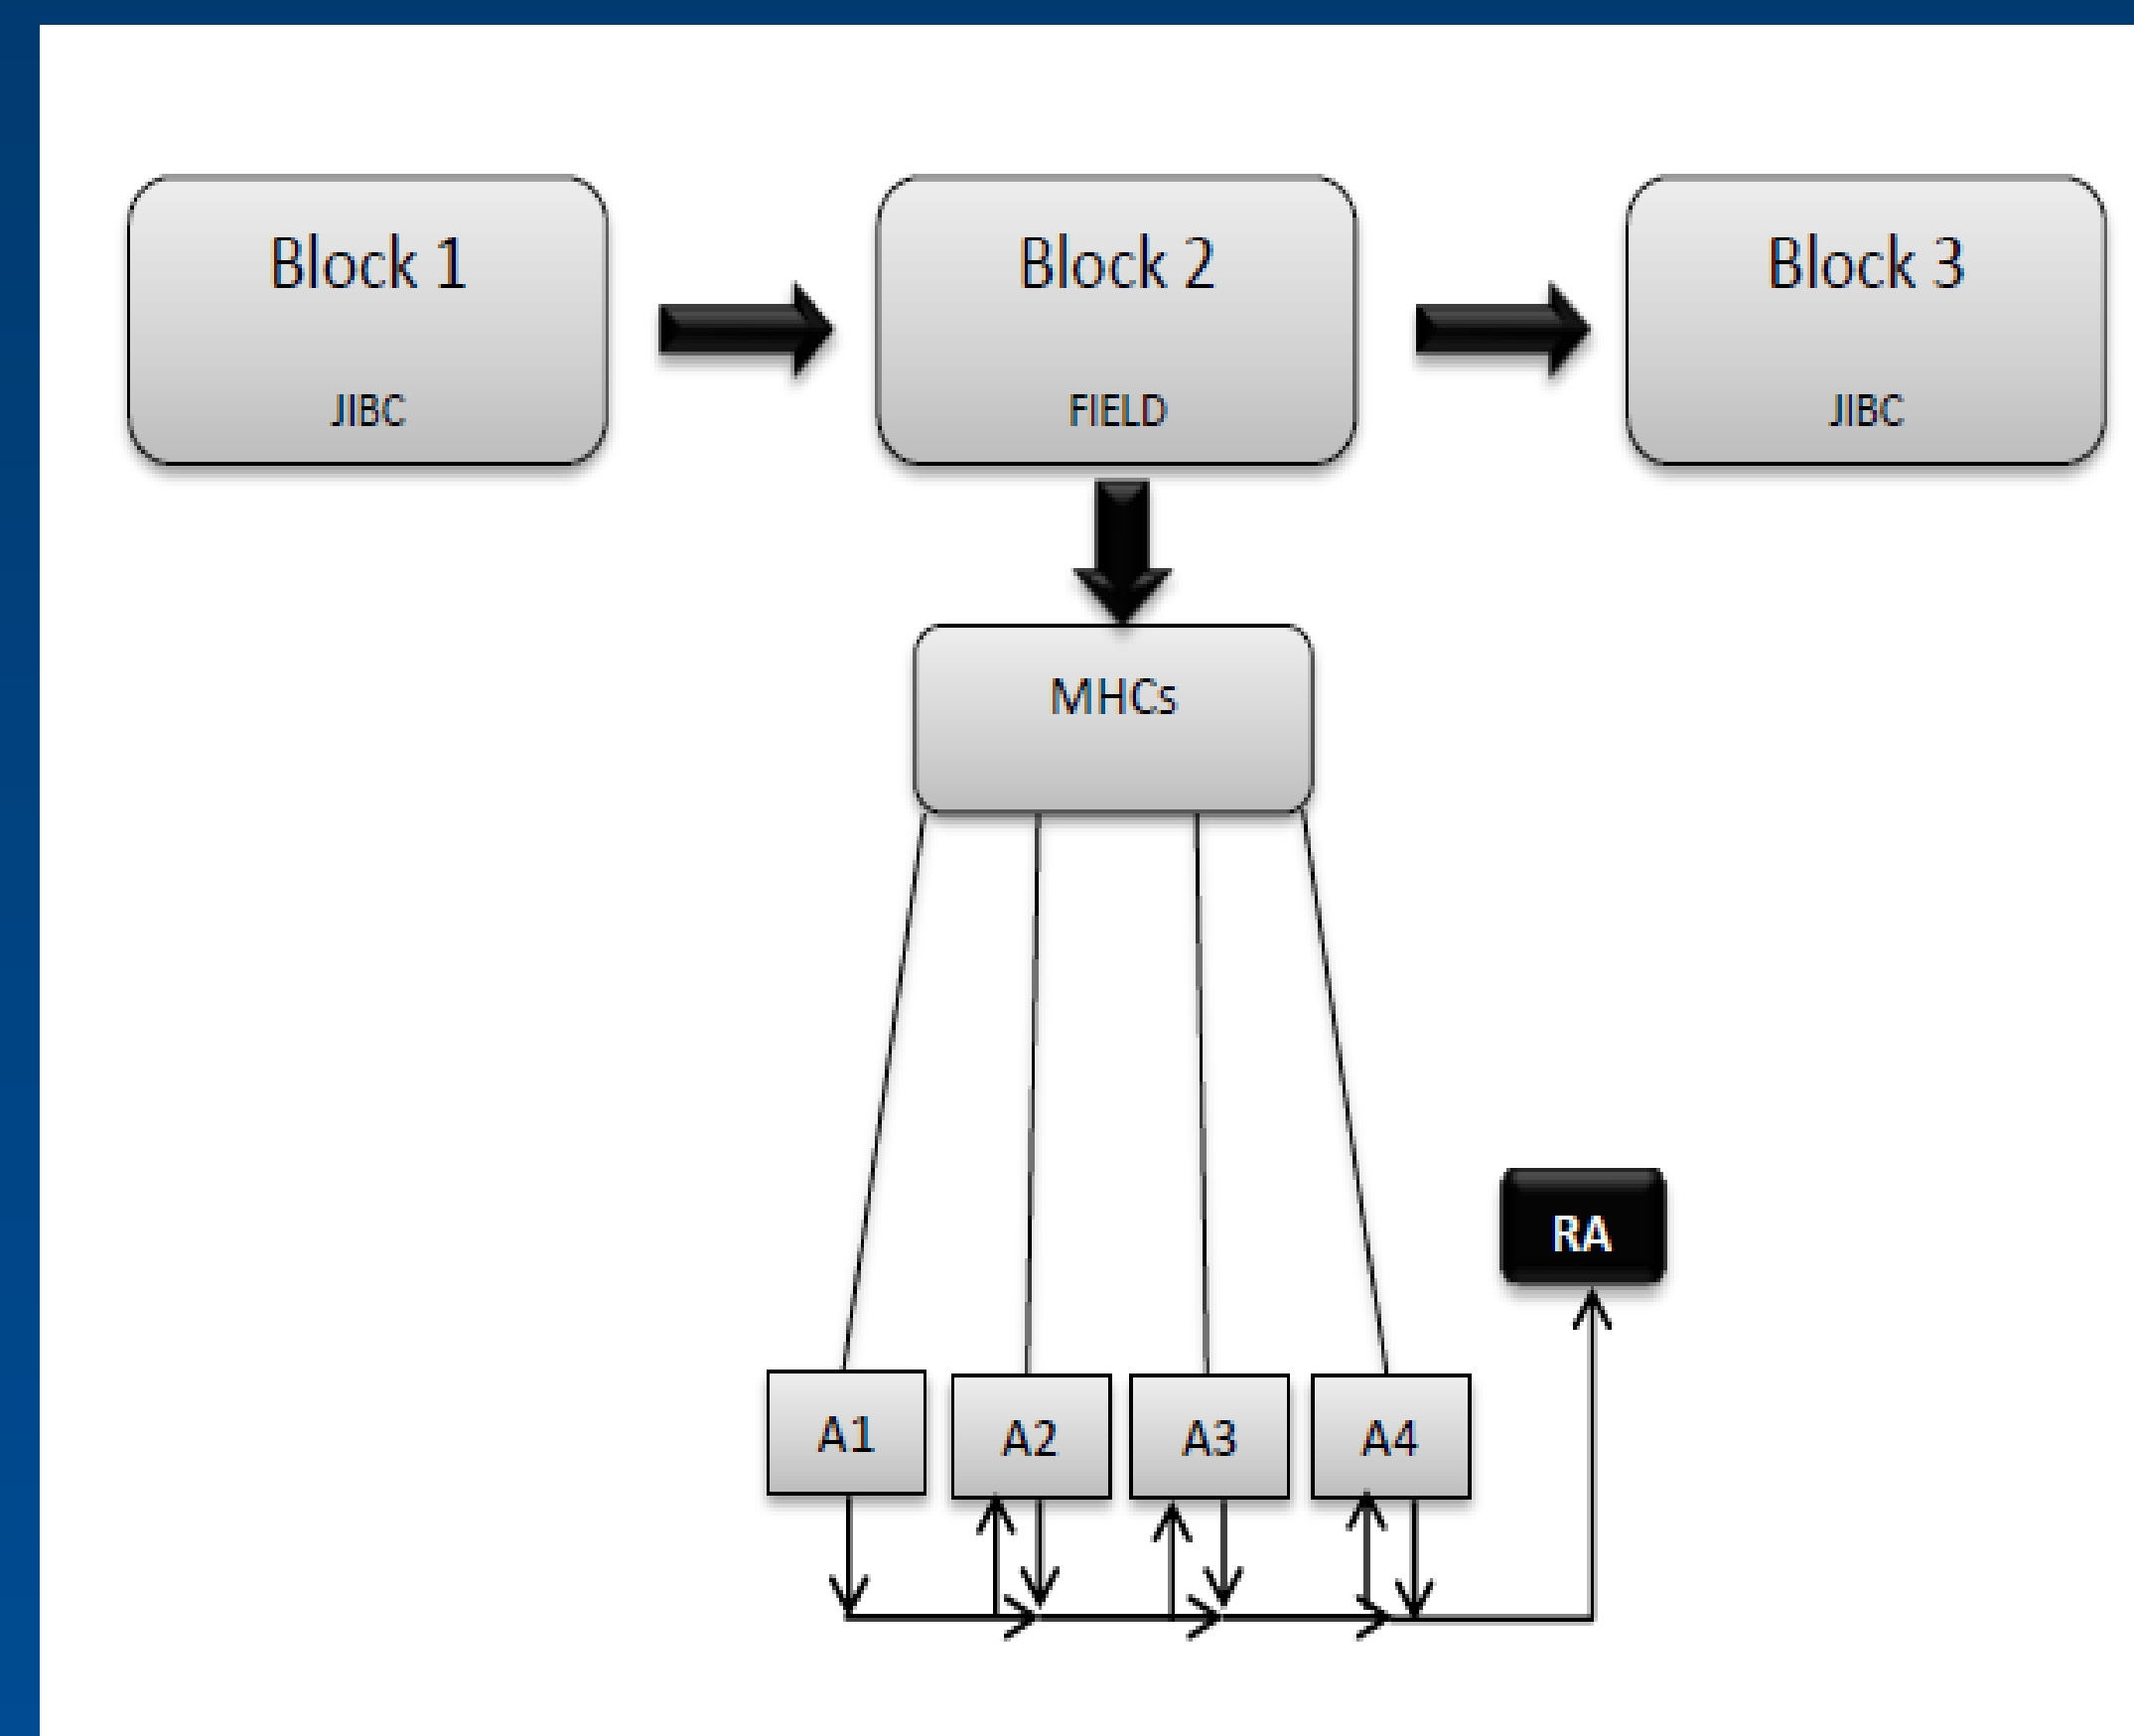 Block 1
JIBC
Block 2
FIELD
Block 3
JIBC
MHCs
RA
A1
A2
A3
A4